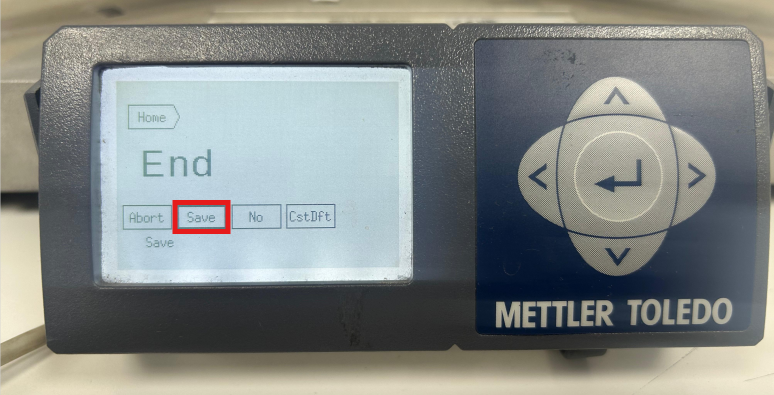 Home
End
Abort Save No CstDft
Save
METTLER TOLEDO